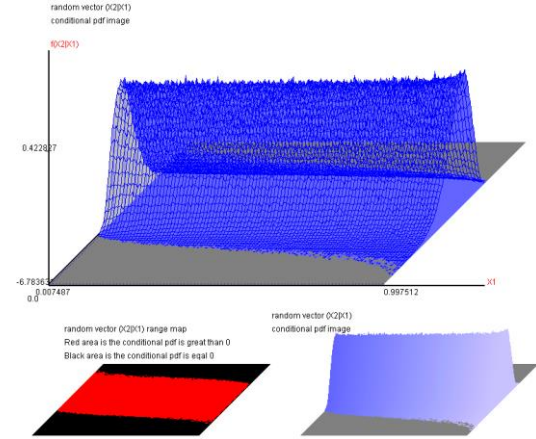 random vector (X2|X1)
conditional pdf image
f(X2|X1)
0.422827
-6.78363
0.007487
0.0
0.997512
X1
random vector (X2|X1) range map
Red area is the conditional pdf is great than 0
Black area is the conditional pdf is eqal 0
random vector (X2|X1)
conditional pdf image